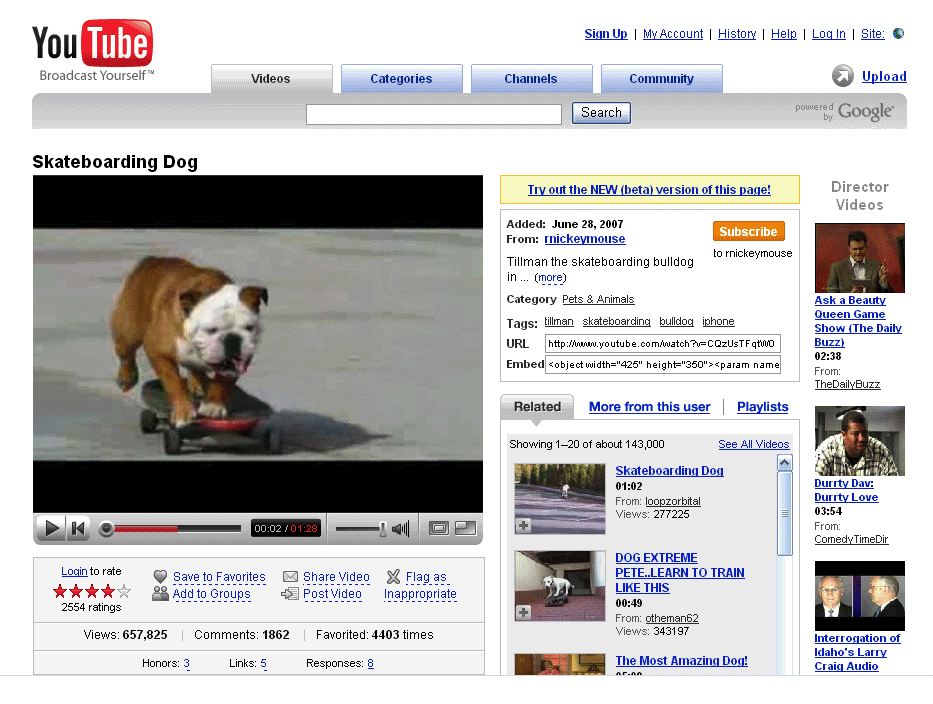 You Tube
Broadcast Yourself™
Sign Up | My Account | History | Help | Log In | Site:
Videos
Categories
Channels
Community
Upload
Search
powered by Google™
Skateboarding Dog
Try out the NEW (beta) version of this page!
Added: June 28, 2007
From: rnickeymouse
Subscribe
to rnickeymouse
Tillman the skateboarding bulldog
in ... (more)
Category Pets & Animals
Tags: tillman skateboarding bulldog iphone
URL http://www.youtube.com/watch?v=CQzUsTFqtW0
Embed <object width="425" height="350"><param name
00:02 / 01:28
Login to rate
2554 ratings
Save to Favorites
Add to Groups
Share Video
Post Video
Flag as
Inappropriate
Views: 657,825 | Comments: 1862 | Favorited: 4403 times
Honors: 3 Links: 5 Responses: 8
Related
More from this user | Playlists
Showing 1–20 of about 143,000
See All Videos
Skateboarding Dog
01:02
From: loopzorbital
Views: 277225
DOG EXTREME
PETE..LEARN TO TRAIN
LIKE THIS
00:49
From: otheman62
Views: 343197
The Most Amazing Dog!
Director
Videos
Ask a Beauty
Queen Game
Show (The Daily
Buzz)
02:38
From:
TheDailyBuzz
Durrty Dav:
Durrty Love
03:54
From:
ComedyTimeDir
Interrogation of
Idaho's Larry
Craig Audio